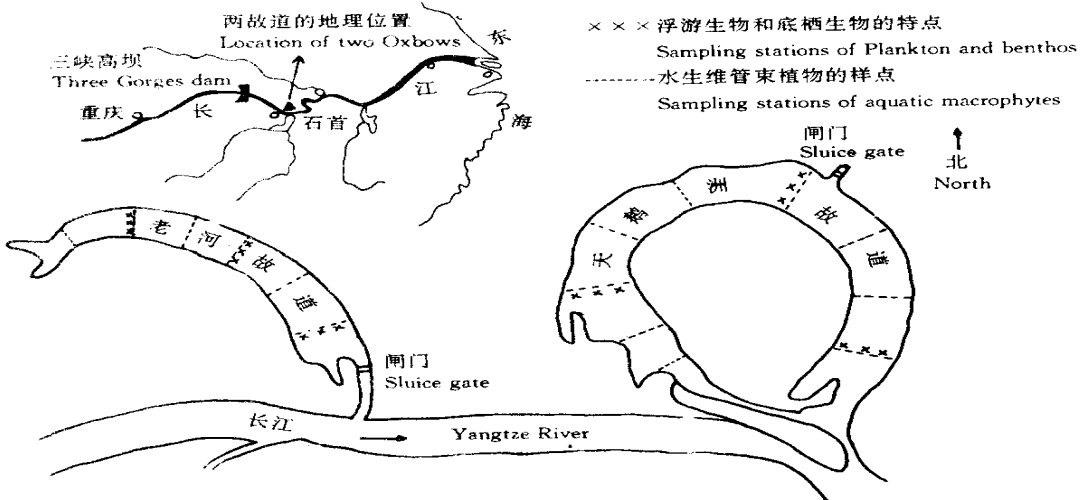 两故道的地理位置
Location of two Oxbows
三峡高坝
Three Gorges dam
重庆
长
江
石首
东
海
× × × 浮游生物和底栖生物的特点
Sampling stations of Plankton and benthos
水生维管束植物的样点
Sampling stations of aquatic macrophytes
闸门
Sluice gate
北
North
老河故道
天鹅
故道
闸门
Sluice gate
长江
Yangtze River